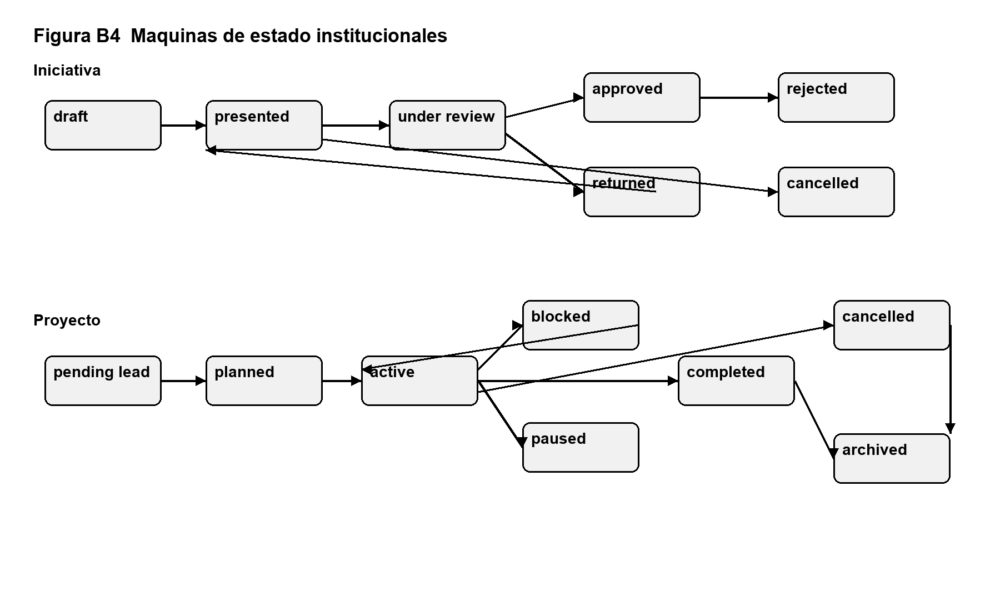 Figura B4  Maquinas de estado institucionales
Iniciativa
draft
presented
under review
approved
rejected
returned
cancelled
Proyecto
pending lead
planned
active
blocked
paused
completed
cancelled
archived